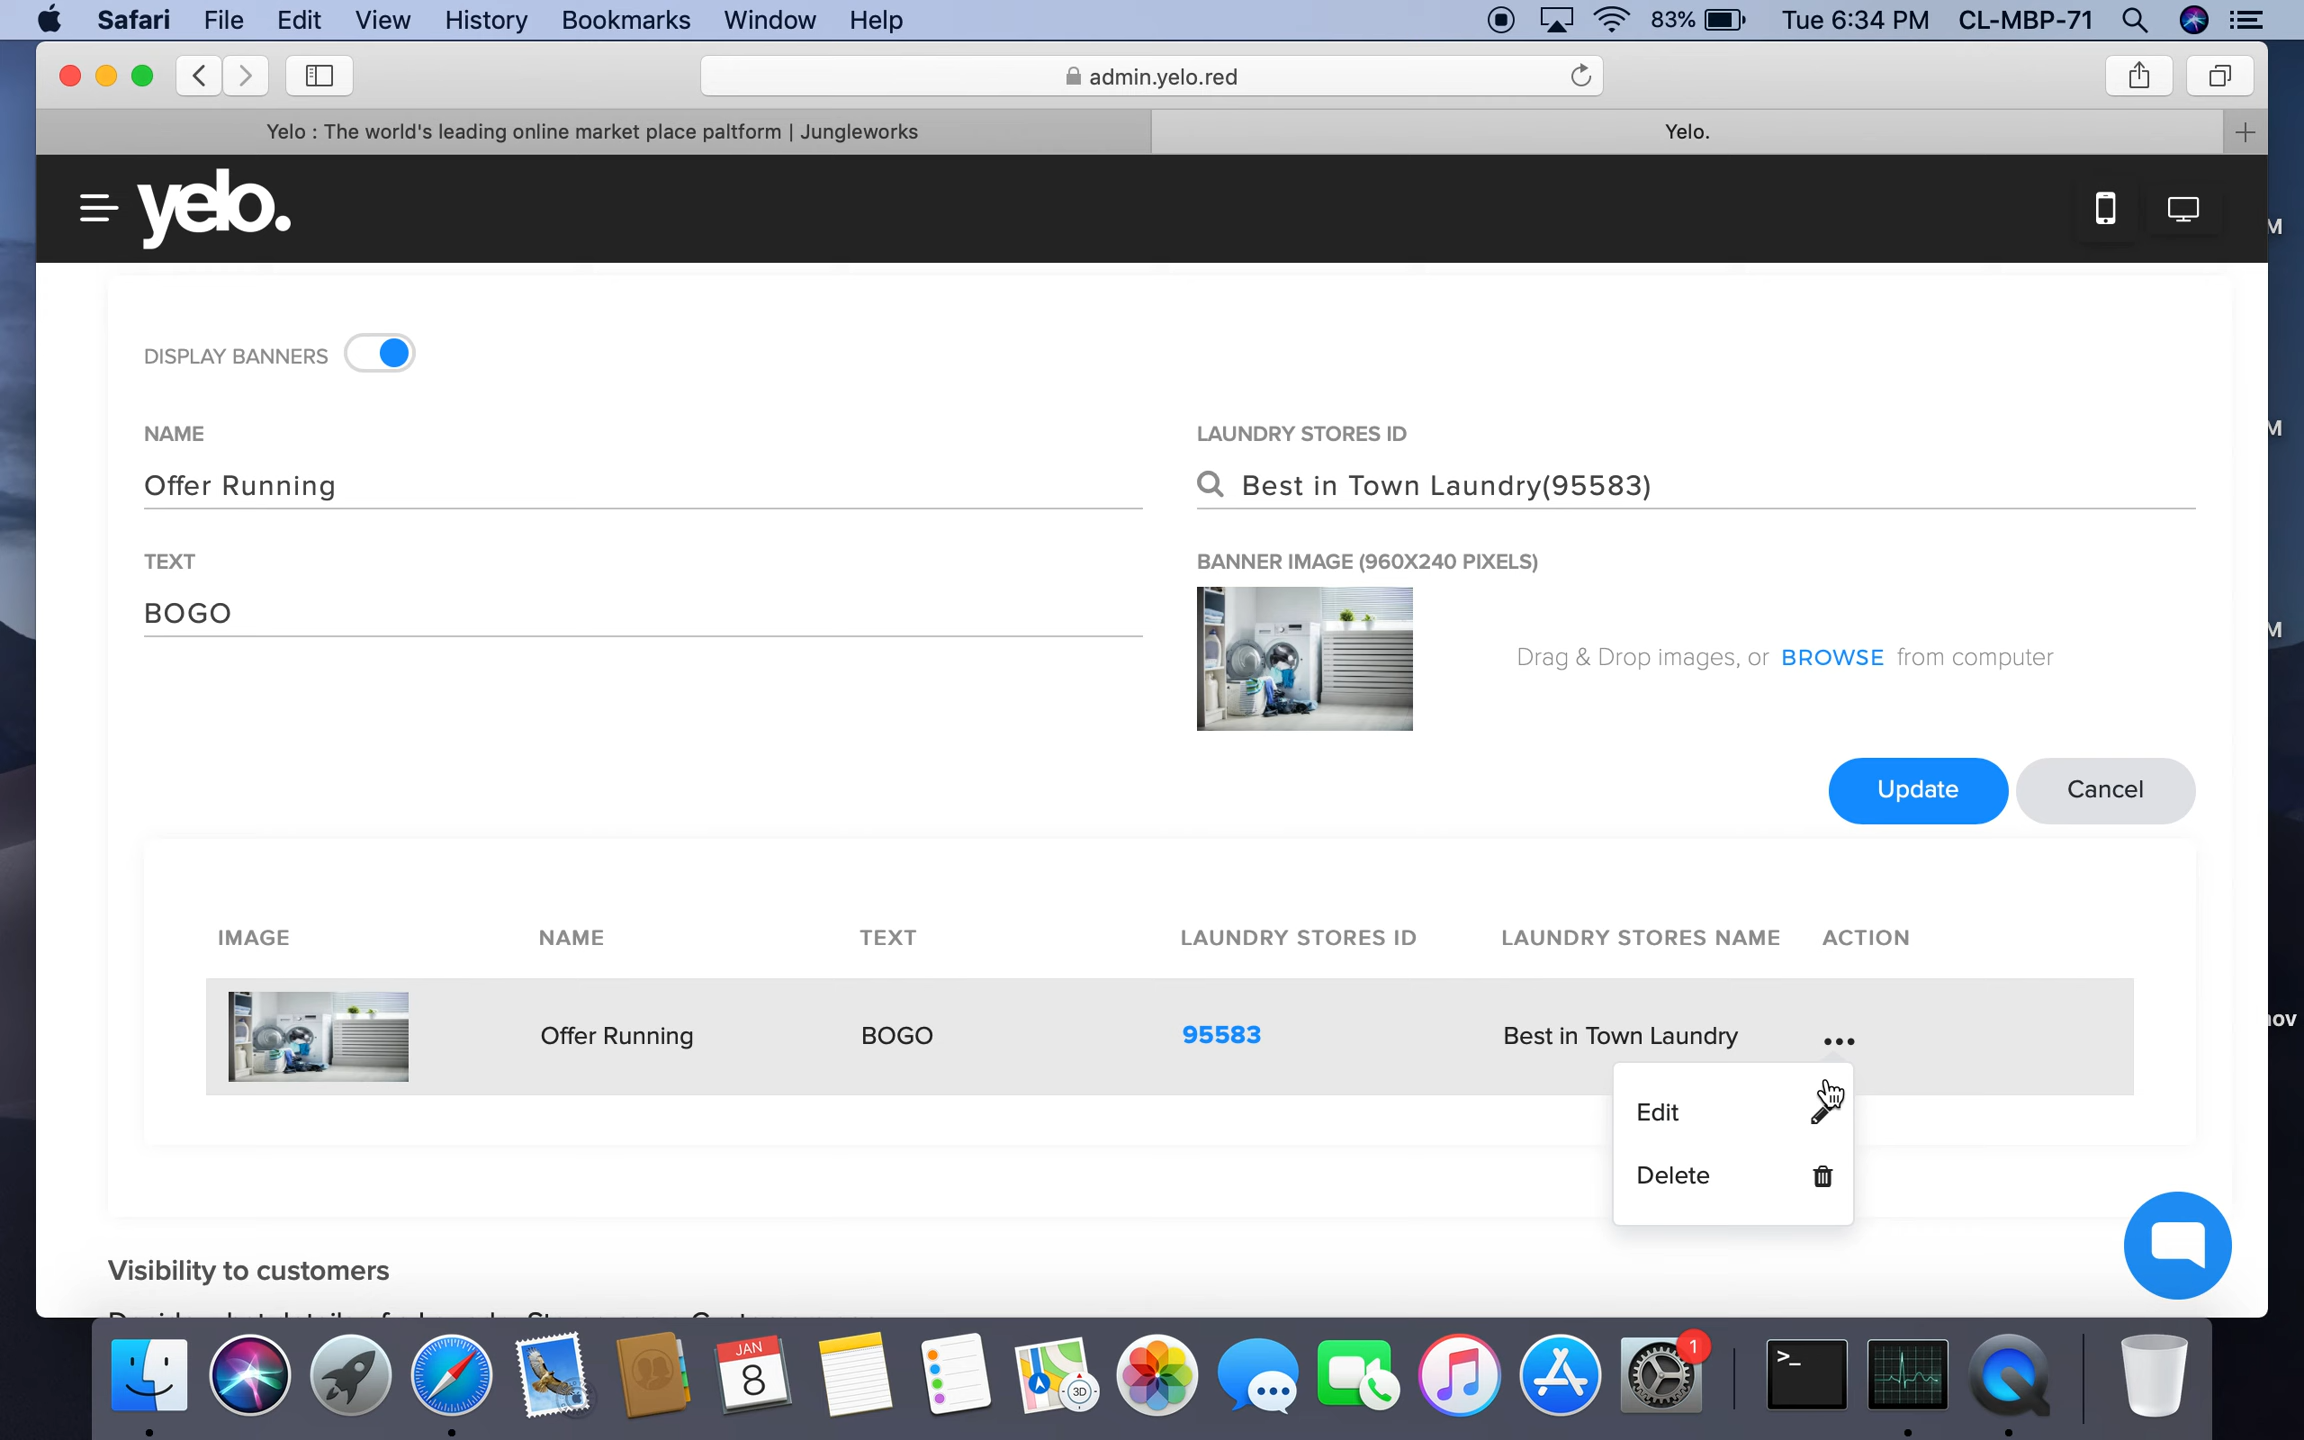 Safari File Edit View History Bookmarks Window Help 83% Tue 6:34 PM CL-MBP-71
admin.yelo.red
Yelo : The world's leading online market place paltform | Jungleworks Yelo.
yelo.
DISPLAY BANNERS
NAME LAUNDRY STORES ID
Offer Running Best in Town Laundry(95583)
TEXT BANNER IMAGE (960X240 PIXELS)
BOGO
Drag & Drop images, or BROWSE from computer
Update Cancel
IMAGE NAME TEXT LAUNDRY STORES ID LAUNDRY STORES NAME ACTION
Offer Running BOGO 95583 Best in Town Laundry
Edit
Delete
Visibility to customers
JAN
8
3D
1